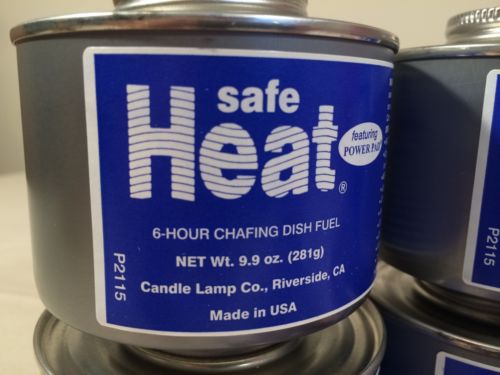 safe
Heat®
featuring
POWER PAD
6-HOUR CHAFING DISH FUEL
NET Wt. 9.9 oz. (281g)
Candle Lamp Co., Riverside, CA
Made in USA
P2115
P2115